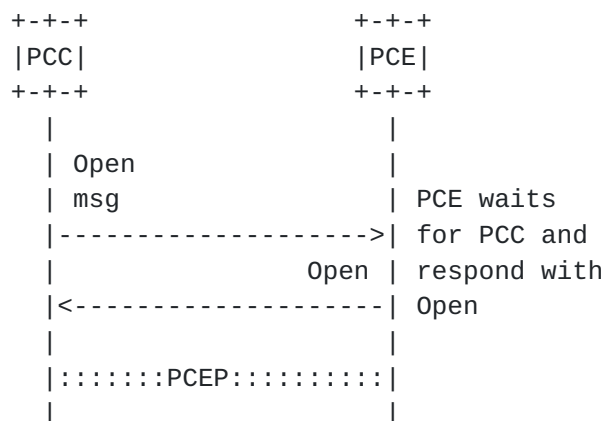 +-+-+                 +-+-+
|PCC|                 |PCE|
+-+-+                 +-+-+
  |                     |
  | Open                |
  | msg                 | PCE waits
  |-------------------->| for PCC and
  |                Open | respond with
  |<--------------------| Open
  |                     |
  |:::::::PCEP::::::::::|
  |                     |